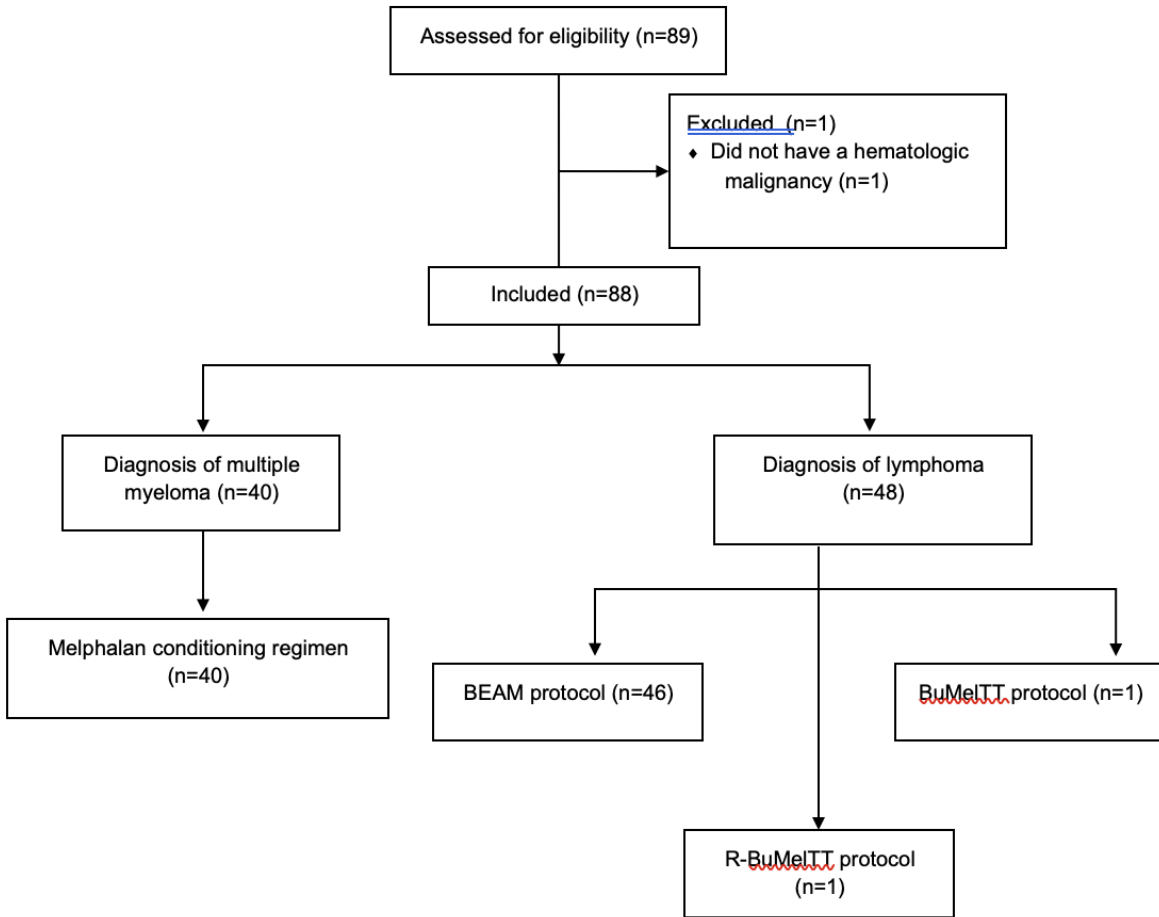 Assessed for eligibility (n=89)
Excluded (n=1)
♦ Did not have a hematologic
malignancy (n=1)
Included (n=88)
Diagnosis of multiple
myeloma (n=40)
Diagnosis of lymphoma
(n=48)
Melphalan conditioning regimen
(n=40)
BEAM protocol (n=46)
BuMelTT protocol (n=1)
R-BuMelTT protocol
(n=1)